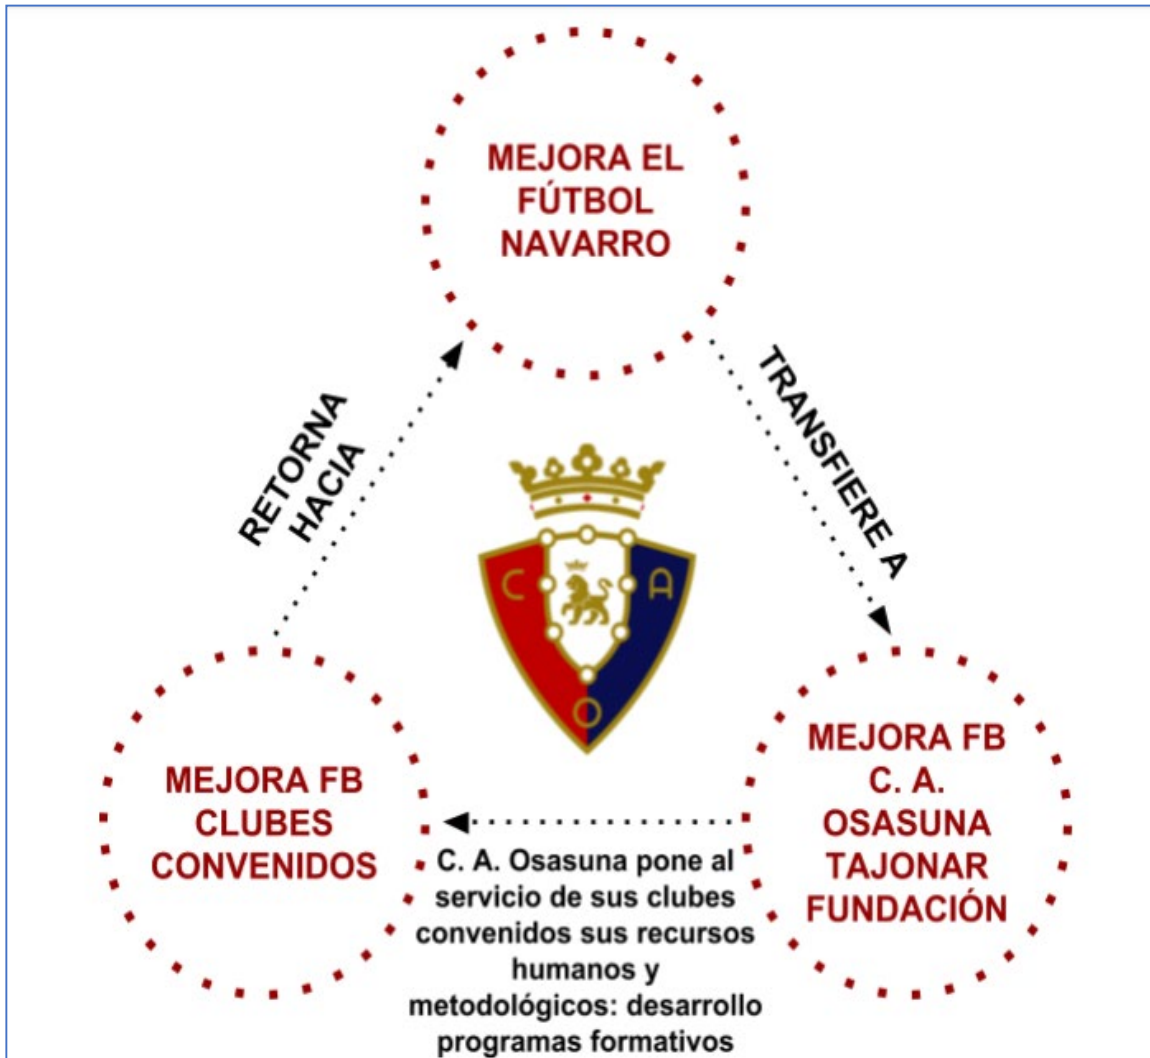 MEJORA EL
FÚTBOL
NAVARRO
RETORNA
HACIA
TRANSFIERE A
C A
O
MEJORA FB
CLUBES
CONVENIDOS
C. A. Osasuna pone al
servicio de sus clubes
convenidos sus recursos
humanos y
metodológicos: desarrollo
programas formativos
MEJORA FB
C. A.
OSASUNA
TAJONAR
FUNDACIÓN